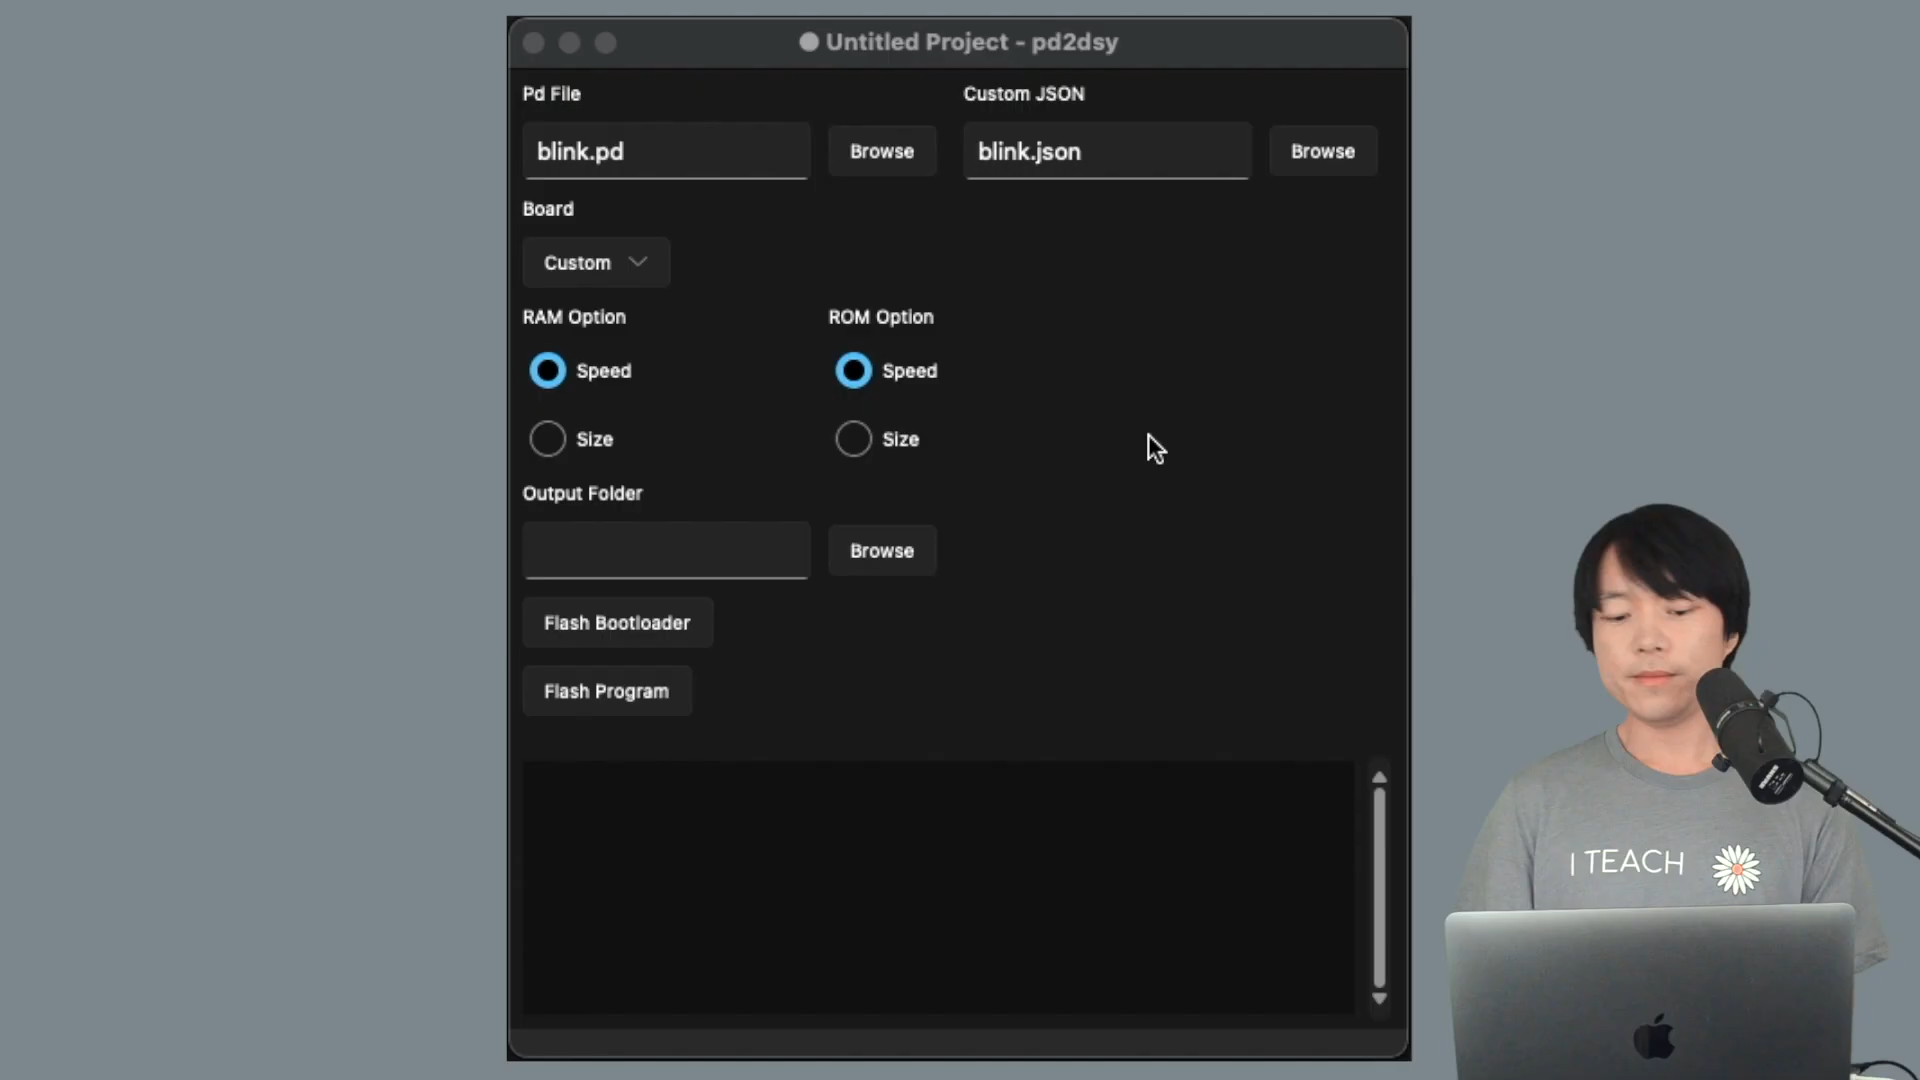 Untitled Project - pd2dsy
Pd File
Custom JSON
blink.pd
Browse
blink.json
Browse
Board
Custom
RAM Option
ROM Option
Speed
Speed
Size
Size
Output Folder
Browse
Flash Bootloader
Flash Program
I TEACH